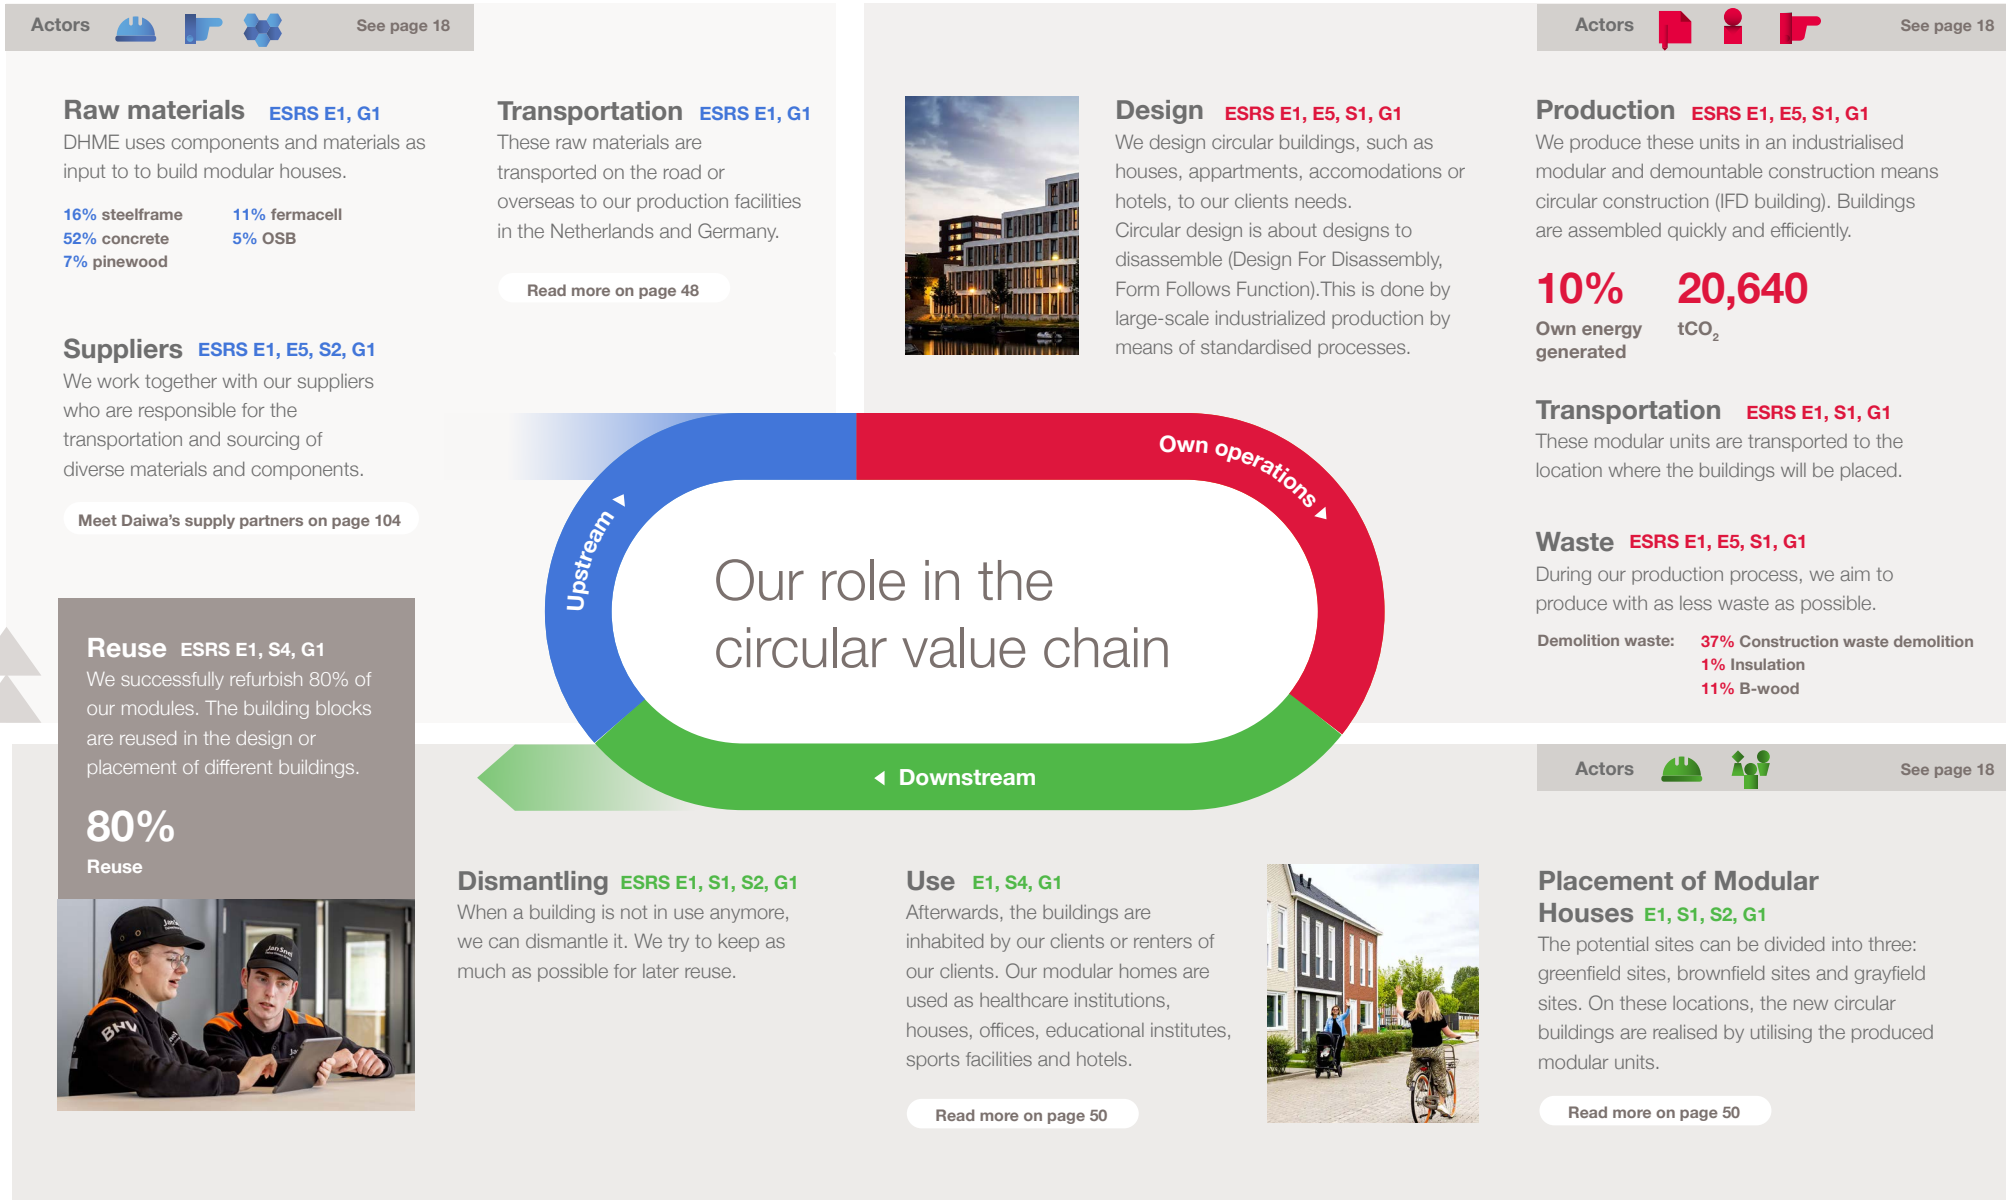 Actors
See page 18
Raw materials ESRS E1, G1
DHME uses components and materials as
input to to build modular houses.
16% steelframe
52% concrete
7% pinewood
11% fermacell
5% OSB
Transportation ESRS E1, G1
These raw materials are
transported on the road or
overseas to our production facilities
in the Netherlands and Germany.
Read more on page 48
Suppliers ESRS E1, E5, S2, G1
We work together with our suppliers
who are responsible for the
transportation and sourcing of
diverse materials and components.
Meet Daiwa's supply partners on page 104
Actors
See page 18
Design ESRS E1, E5, S1, G1
We design circular buildings, such as
houses, appartments, accomodations or
hotels, to our clients needs.
Circular design is about designs to
disassemble (Design For Disassembly,
Form Follows Function).This is done by
large-scale industrialized production by
means of standardised processes.
Production ESRS E1, E5, S1, G1
We produce these units in an industrialised
modular and demountable construction means
circular construction (IFD building). Buildings
are assembled quickly and efficiently.
10%
Own energy
generated
20,640
tCO2
Transportation ESRS E1, S1, G1
These modular units are transported to the
location where the buildings will be placed.
Waste ESRS E1, E5, S1, G1
During our production process, we aim to
produce with as less waste as possible.
Demolition waste: 37% Construction waste demolition
1% Insulation
11% B-wood
Upstream
Own operations
Our role in the
circular value chain
Downstream
Reuse ESRS E1, S4, G1
We successfully refurbish 80% of
our modules. The building blocks
are reused in the design or
placement of different buildings.
80%
Reuse
Jan Snel
BHV
Dismantling ESRS E1, S1, S2, G1
When a building is not in use anymore,
we can dismantle it. We try to keep as
much as possible for later reuse.
Use E1, S4, G1
Afterwards, the buildings are
inhabited by our clients or renters of
our clients. Our modular homes are
used as healthcare institutions,
houses, offices, educational institutes,
sports facilities and hotels.
Read more on page 50
Actors
See page 18
Placement of Modular
Houses E1, S1, S2, G1
The potential sites can be divided into three:
greenfield sites, brownfield sites and grayfield
sites. On these locations, the new circular
buildings are realised by utilising the produced
modular units.
Read more on page 50